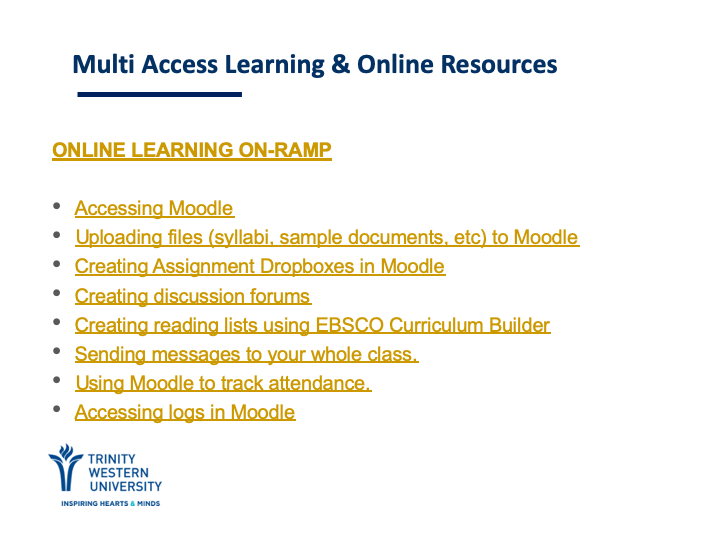 Multi Access Learning & Online Resources
ONLINE LEARNING ON-RAMP
• Accessing Moodle
• Uploading files (syllabi, sample documents, etc) to Moodle
• Creating Assignment Dropboxes in Moodle
• Creating discussion forums
• Creating reading lists using EBSCO Curriculum Builder
• Sending messages to your whole class.
• Using Moodle to track attendance.
• Accessing logs in Moodle
TRINITY
WESTERN
UNIVERSITY
INSPIRING HEARTS & MINDS